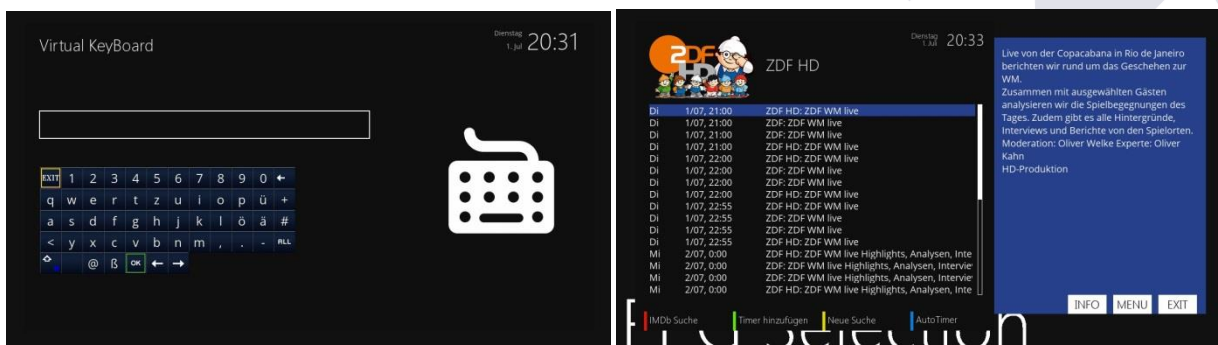 Virtual KeyBoard
Dienstag
1. Jul 20:31
EXIT 1 2 3 4 5 6 7 8 9 0 ←
q w e r t z u i o p ü +
a s d f g h j k l ö ä #
< y x c v b n m , . - ALL
@ ß OK ← →
ZDF
HD
ZDF HD
Dienstag
1. Jul 20:33
Di 1/07, 21:00 ZDF HD: ZDF WM live
Di 1/07, 21:00 ZDF: ZDF WM live
Di 1/07, 21:00 ZDF: ZDF WM live
Di 1/07, 21:00 ZDF HD: ZDF WM live
Di 1/07, 22:00 ZDF HD: ZDF WM live
Di 1/07, 22:00 ZDF: ZDF WM live
Di 1/07, 22:00 ZDF: ZDF WM live
Di 1/07, 22:00 ZDF HD: ZDF WM live
Di 1/07, 22:55 ZDF HD: ZDF WM live
Di 1/07, 22:55 ZDF: ZDF WM live
Di 1/07, 22:55 ZDF: ZDF WM live
Di 1/07, 22:55 ZDF HD: ZDF WM live
Mi 2/07, 0:00 ZDF HD: ZDF WM live Highlights, Analysen, Inte
Mi 2/07, 0:00 ZDF: ZDF WM live Highlights, Analysen, Intervie
Mi 2/07, 0:00 ZDF: ZDF WM live Highlights, Analysen, Intervie
Mi 2/07, 0:00 ZDF HD: ZDF WM live Highlights, Analysen, Inte
Live von der Copacabana in Rio de Janeiro
berichten wir rund um das Geschehen zur
WM.
Zusammen mit ausgewählten Gästen
analysieren wir die Spielbegegnungen des
Tages. Zudem gibt es alle Hintergründe,
Interviews und Berichte von den Spielorten.
Moderation: Oliver Welke Experte: Oliver
Kahn
HD-Produktion
INFO MENU EXIT
IMDb Suche Timer hinzufügen Neue Suche AutoTimer
EPG Selection